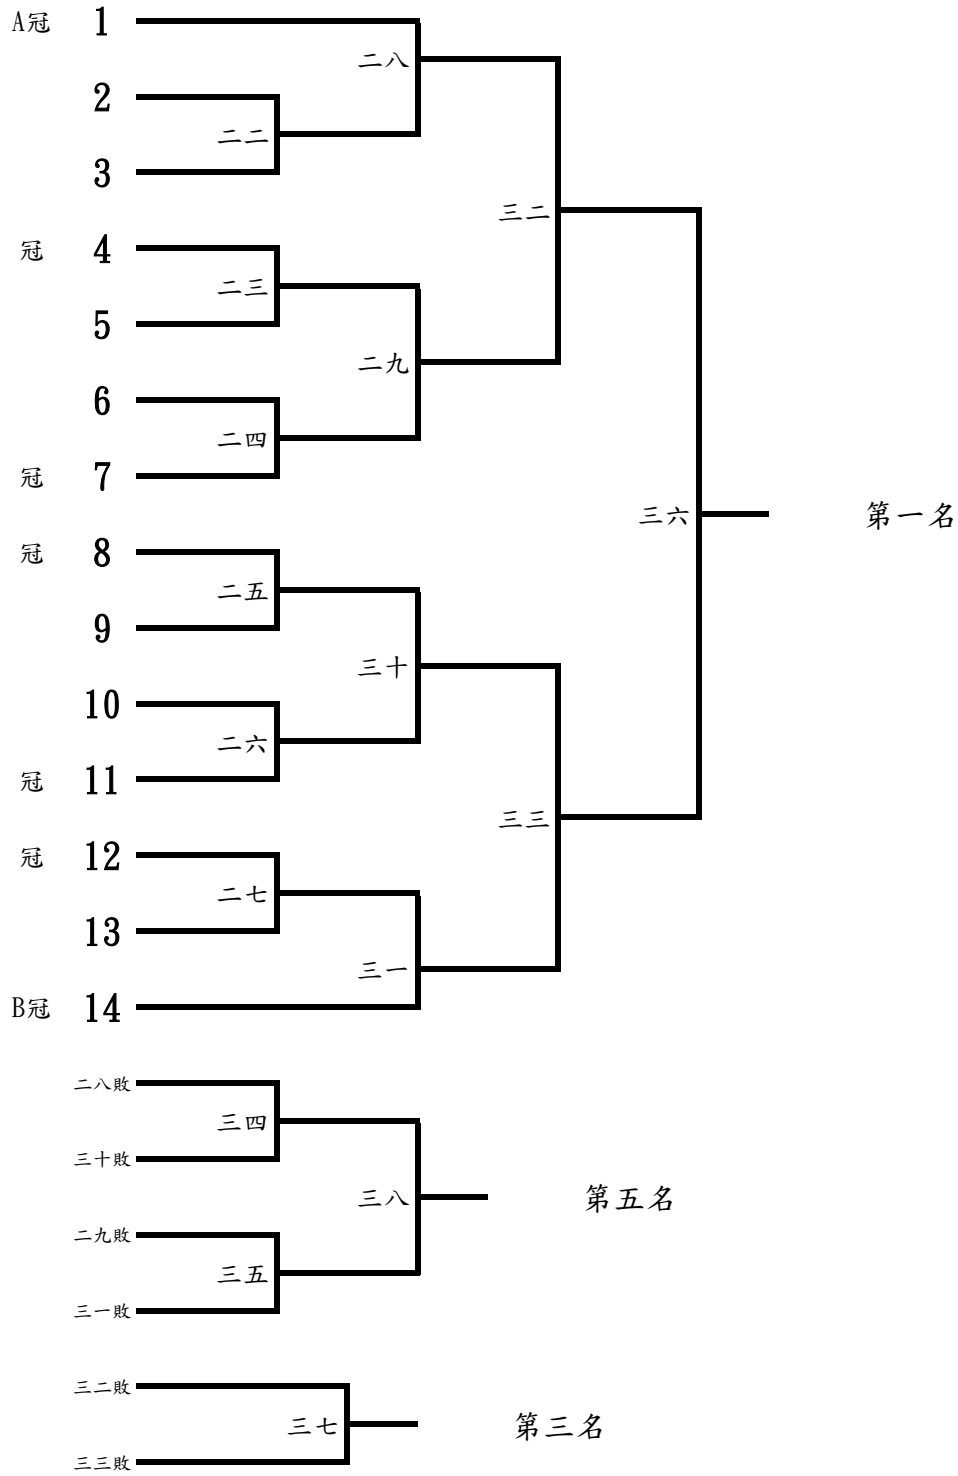 A冠 1
二八
2
二二
3
三二
冠 4
二三
5
二九
6
二四
冠 7
三六 第一名
冠 8
二五
9
三十
10
二六
冠 11
三三
冠 12
二七
13
三一
B冠 14
二八敗
三四
三十敗
三八 第五名
二九敗
三五
三一敗
三二敗
三七 第三名
三三敗